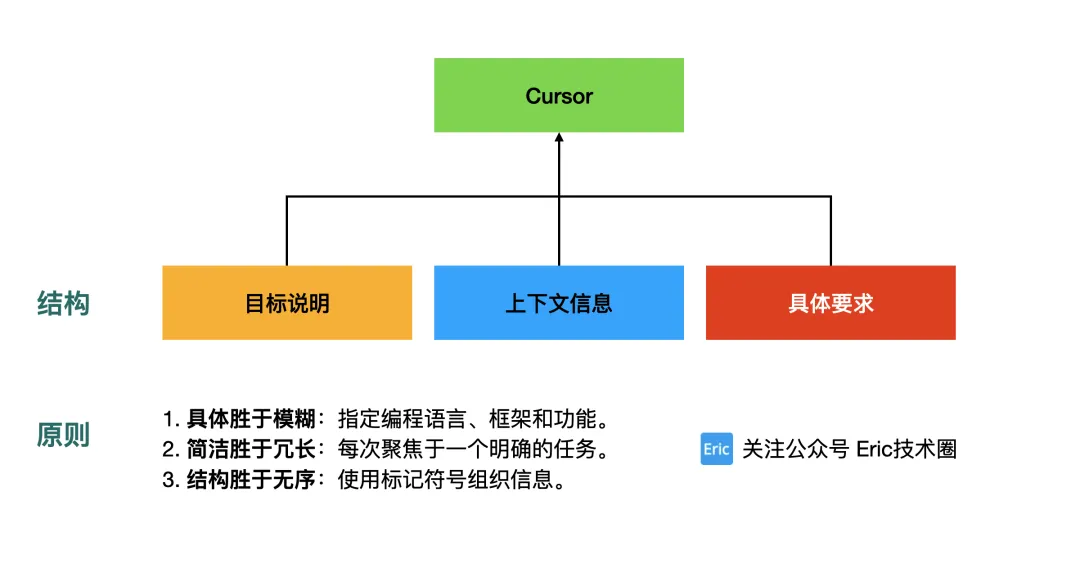 Cursor
结构
目标说明
上下文信息
具体要求
原则
1. 具体胜于模糊：指定编程语言、框架和功能。
2. 简洁胜于冗长：每次聚焦于一个明确的任务。
3. 结构胜于无序：使用标记符号组织信息。
Eric 关注公众号 Eric技术圈